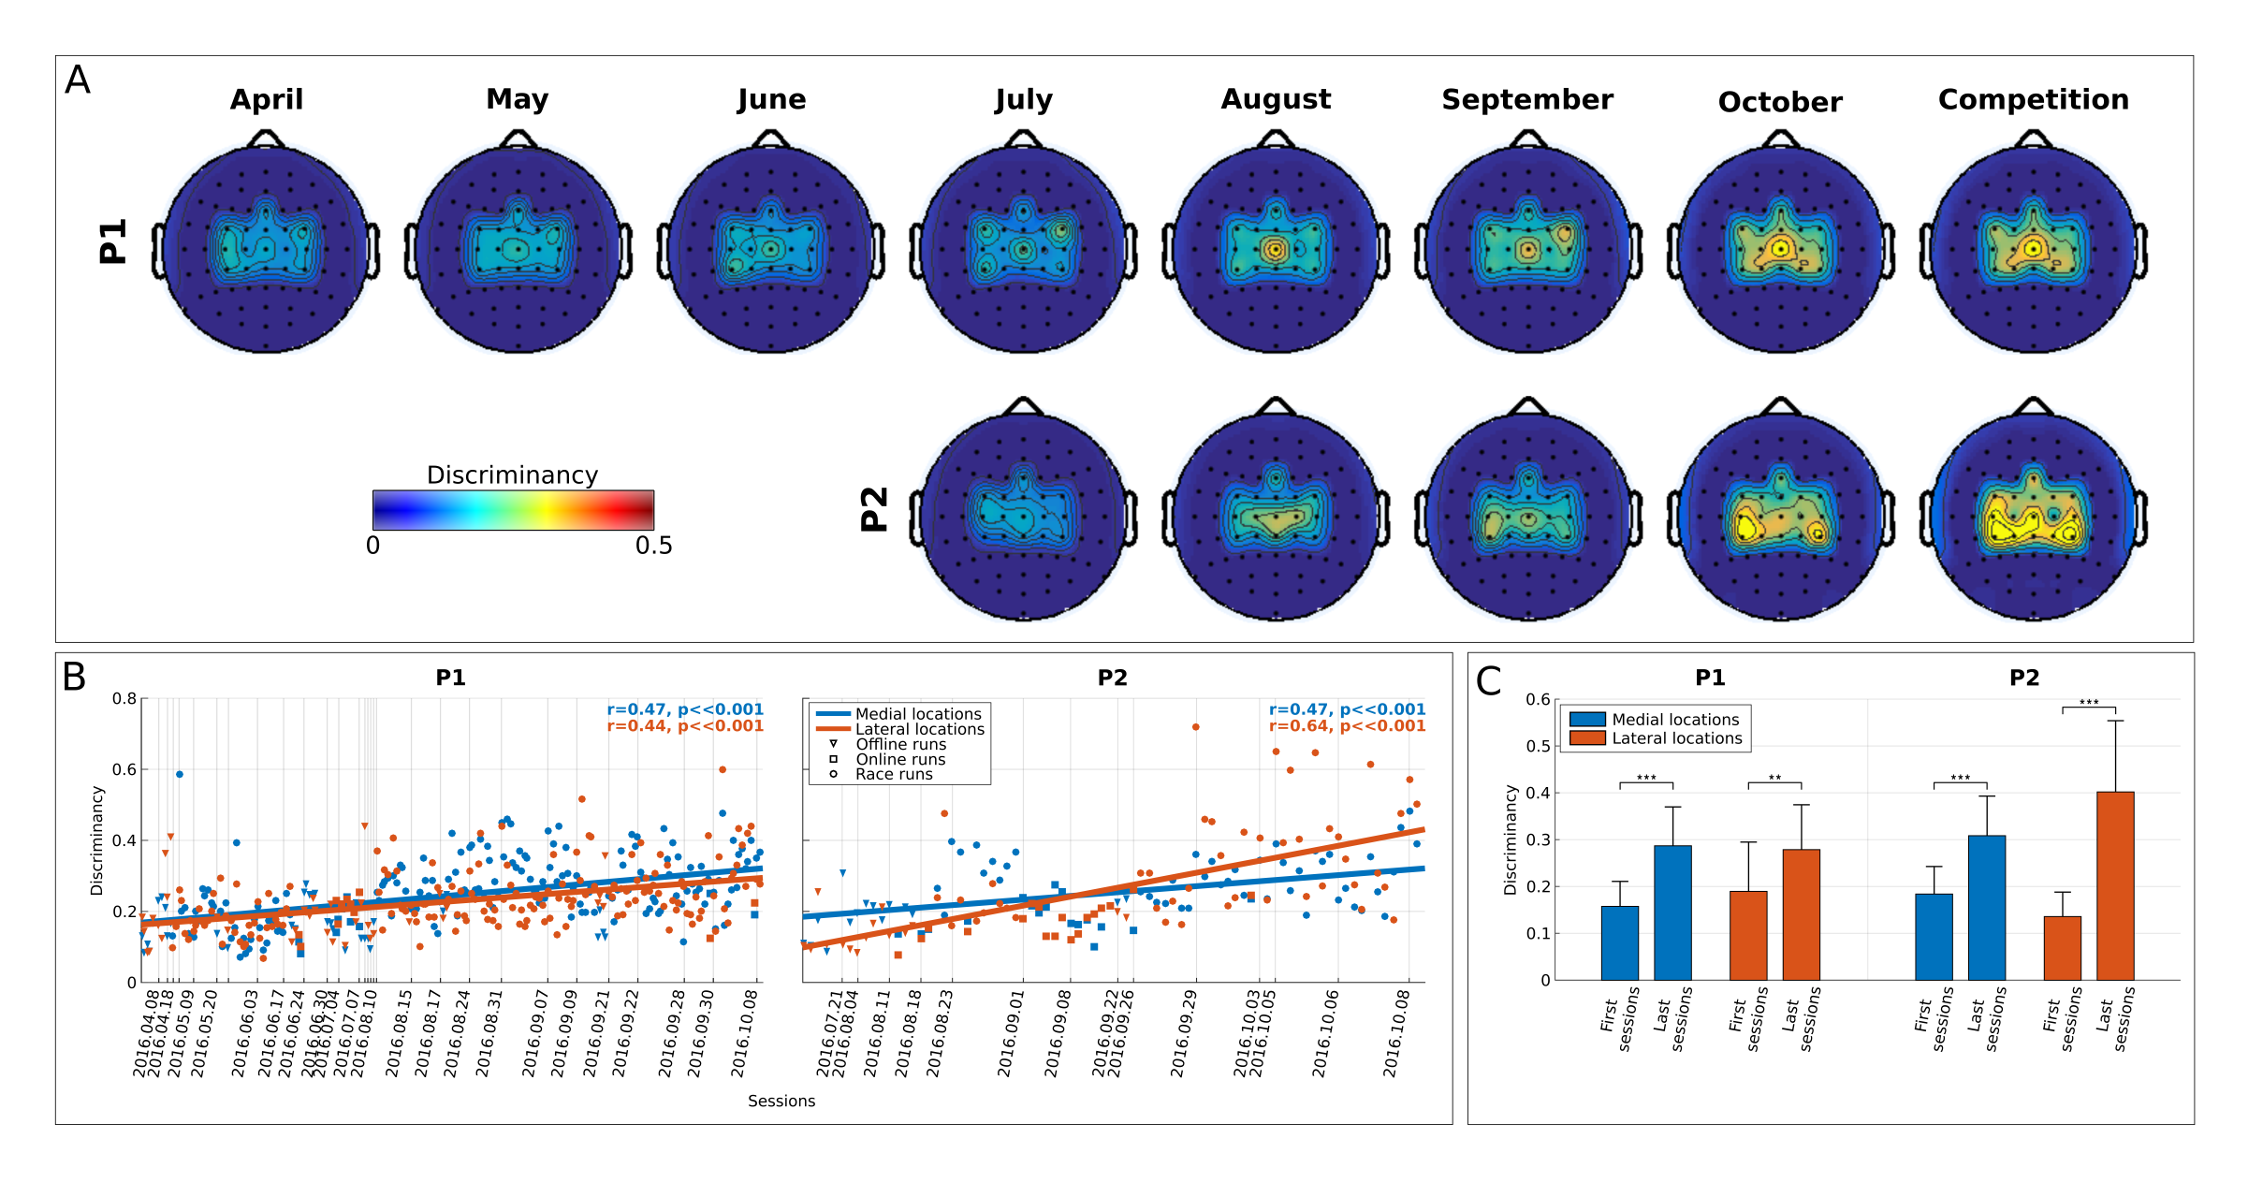 A
April May June July August September October Competition
P1
Discriminancy
0 0.5
P2
B
P1
r=0.47, p<<0.001
r=0.44, p<<0.001
Discriminancy
0.8
0.6
0.4
0.2
0
2016.04.08
2016.04.18
2016.05.09
2016.05.20
2016.06.03
2016.06.17
2016.06.24
2016.06.30
2016.07.04
2016.07.07
2016.08.10
2016.08.15
2016.08.17
2016.08.24
2016.08.31
2016.09.07
2016.09.09
2016.09.21
2016.09.22
2016.09.28
2016.09.30
2016.10.08
P2
Medial locations
Lateral locations
Offline runs
Online runs
Race runs
r=0.47, p<<0.001
r=0.64, p<<0.001
2016.07.21
2016.08.04
2016.08.11
2016.08.18
2016.08.23
2016.09.01
2016.09.08
2016.09.22
2016.09.26
2016.09.29
2016.10.03
2016.10.05
2016.10.06
2016.10.08
Sessions
C
P1 P2
Medial locations
Lateral locations
Discriminancy
0.6
0.5
0.4
0.3
0.2
0.1
0
*** ** *** ***
First sessions
Last sessions
First sessions
Last sessions
First sessions
Last sessions
First sessions
Last sessions